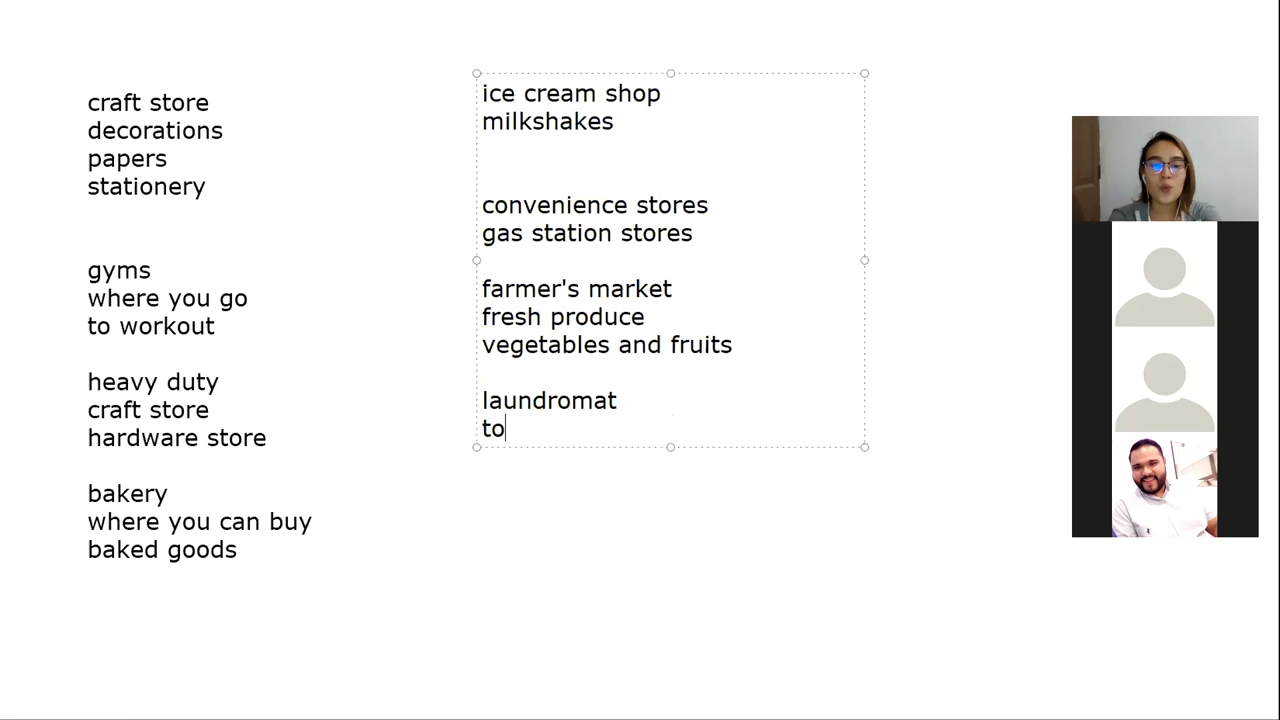 craft store
decorations
papers
stationery
gyms
where you go
to workout
heavy duty
craft store
hardware store
bakery
where you can buy
baked goods
ice cream shop
milkshakes
convenience stores
gas station stores
farmer's market
fresh produce
vegetables and fruits
laundromat
to